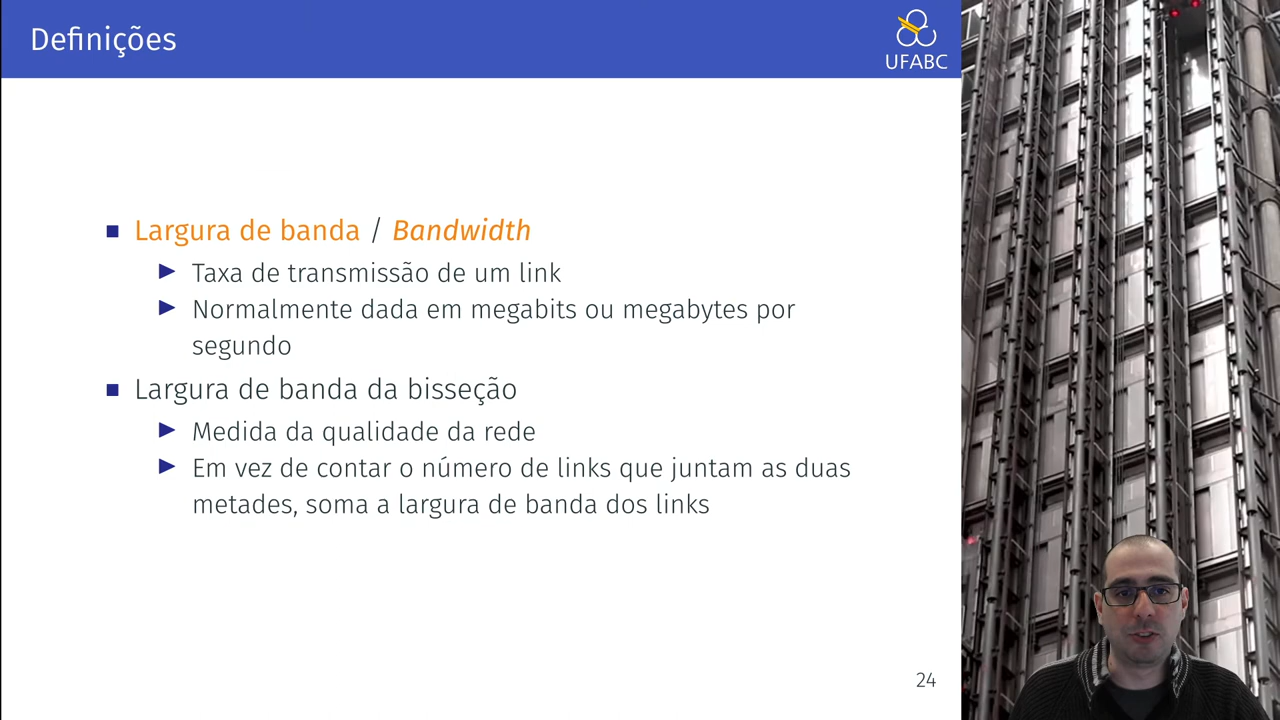 Definições
UFABC
Largura de banda / Bandwidth
Taxa de transmissão de um link
Normalmente dada em megabits ou megabytes por
segundo
Largura de banda da bisseção
Medida da qualidade da rede
Em vez de contar o número de links que juntam as duas
metades, soma a largura de banda dos links
24